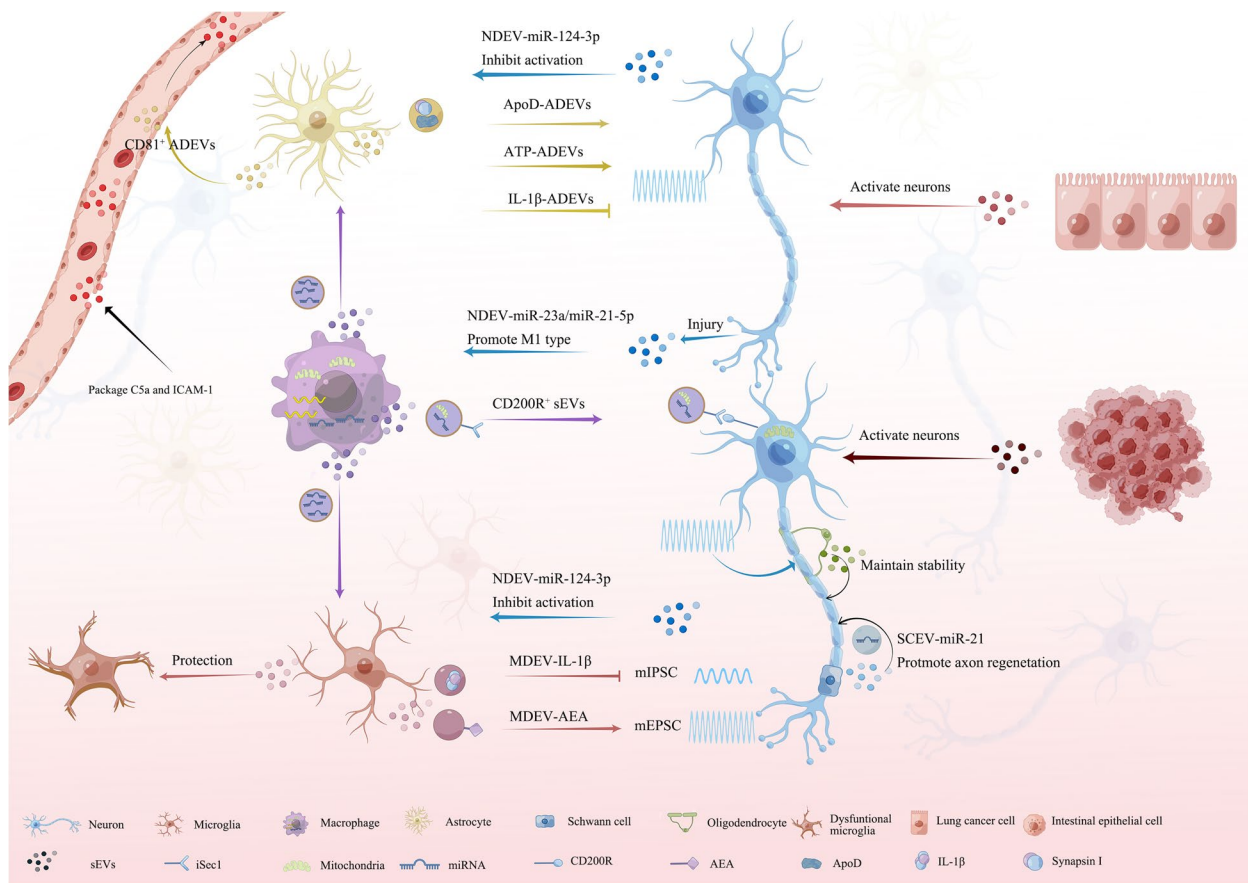 NDEV-miR-124-3p
Inhibit activation
ApoD-ADEVs
CD81⁺ ADEVs
ATP-ADEVs
IL-1β-ADEVs
Activate neurons
NDEV-miR-23a/miR-21-5p
Promote M1 type
Injury
Package C5a and ICAM-1
CD200R⁺ sEVs
Activate neurons
Maintain stability
NDEV-miR-124-3p
Inhibit activation
SCEV-miR-21
Protmote axon regenetation
Protection
MDEV-IL-1β
mIPSC
MDEV-AEA
mEPSC
Neuron
Microglia
Macrophage
Astrocyte
Schwann cell
Oligodendrocyte
Dysfuntional
microglia
Lung cancer cell
Intestinal epithelial cell
sEVs
iSec1
Mitochondria
miRNA
CD200R
AEA
ApoD
IL-1β
Synapsin I